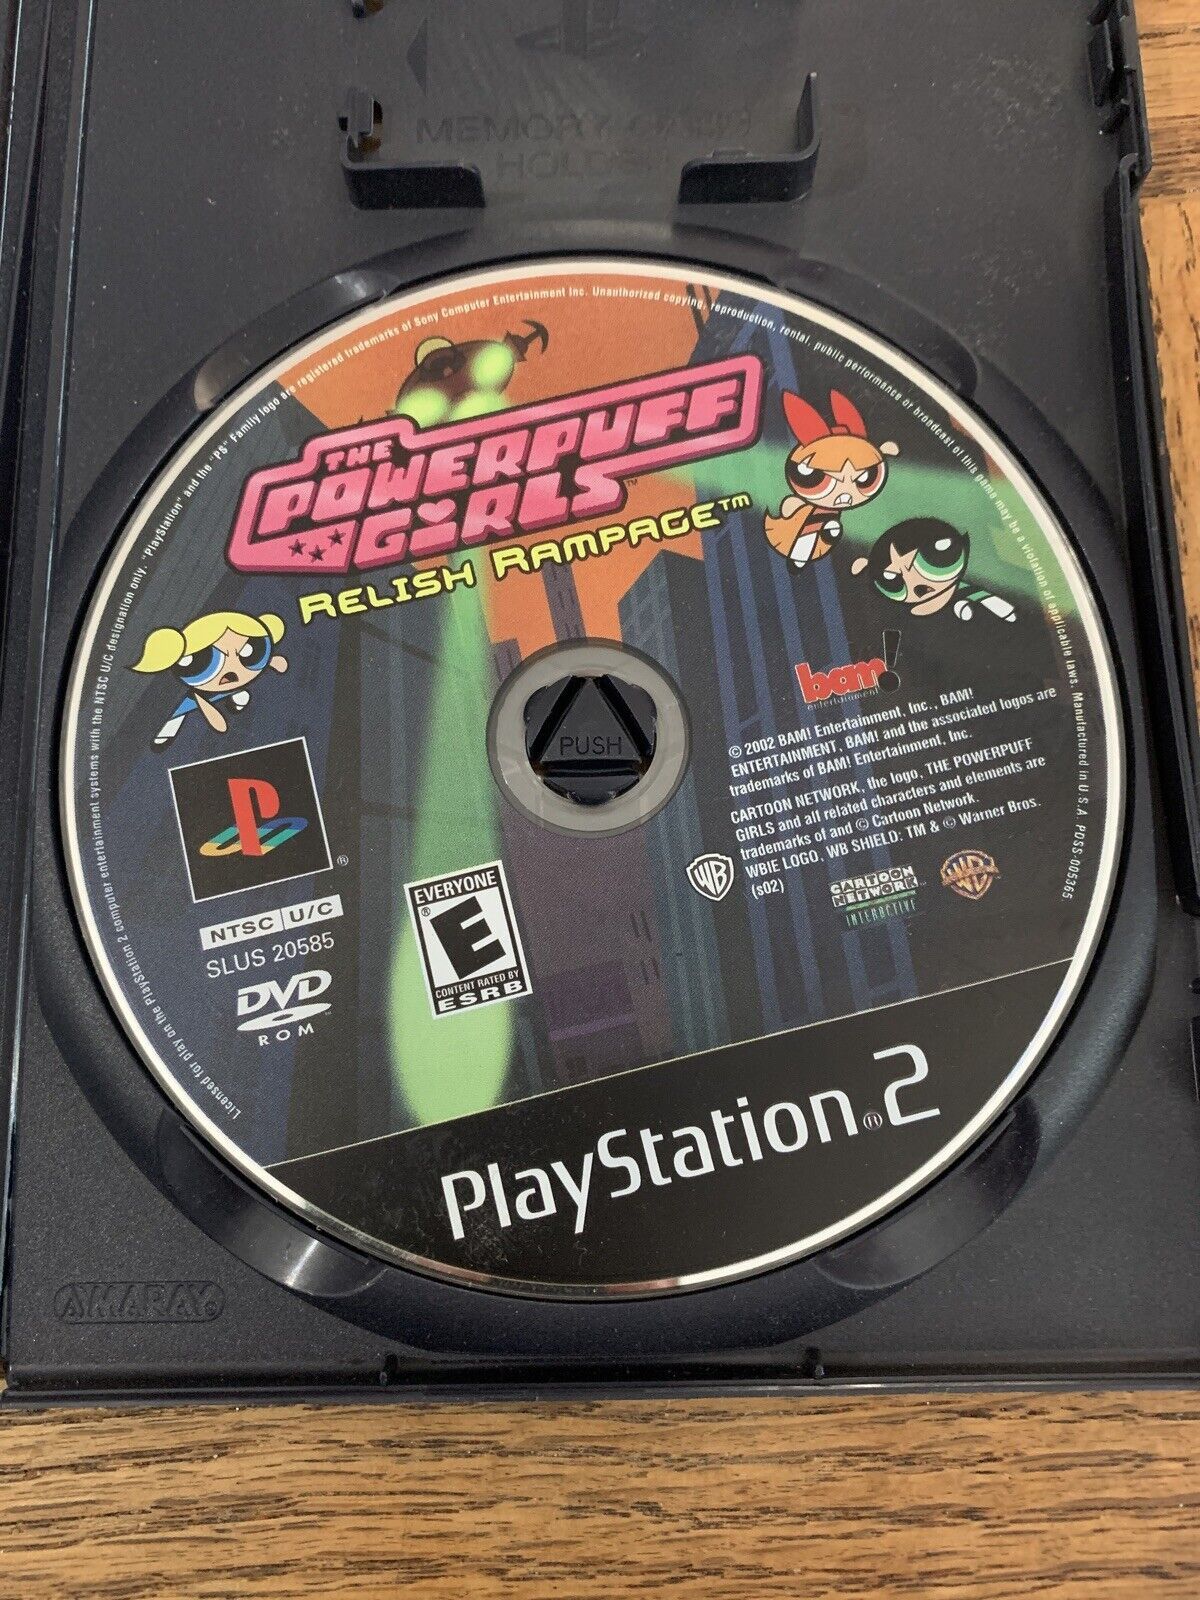 MEMORY CARD
HOLDER
Licensed for play on the PlayStation 2 computer entertainment systems with the NTSC U/C designation only. "PlayStation" and the "PS" Family logo are registered trademarks of Sony Computer Entertainment Inc. Unauthorized copying, reproduction, rental, public performance or broadcast of this game may be a violation of applicable laws. Manufactured in U.S.A. PDSS-005365
THE
POWERPUFF
GIRLS™
RELISH RAMPAGE™
PUSH
bam!
entertainment
© 2002 BAM! Entertainment, Inc., BAM!
ENTERTAINMENT, BAM! and the associated logos are
trademarks of BAM! Entertainment, Inc.
CARTOON NETWORK, the logo, THE POWERPUFF
GIRLS and all related characters and elements are
trademarks of and © Cartoon Network.
WBIE LOGO, WB SHIELD: TM & © Warner Bros.
(s02)
WB
CARTOON
NETWORK™
INTERACTIVE
®
NTSC U/C
SLUS 20585
DVD
ROM
EVERYONE
E®
CONTENT RATED BY
ESRB
PlayStation®2
AMARAY®